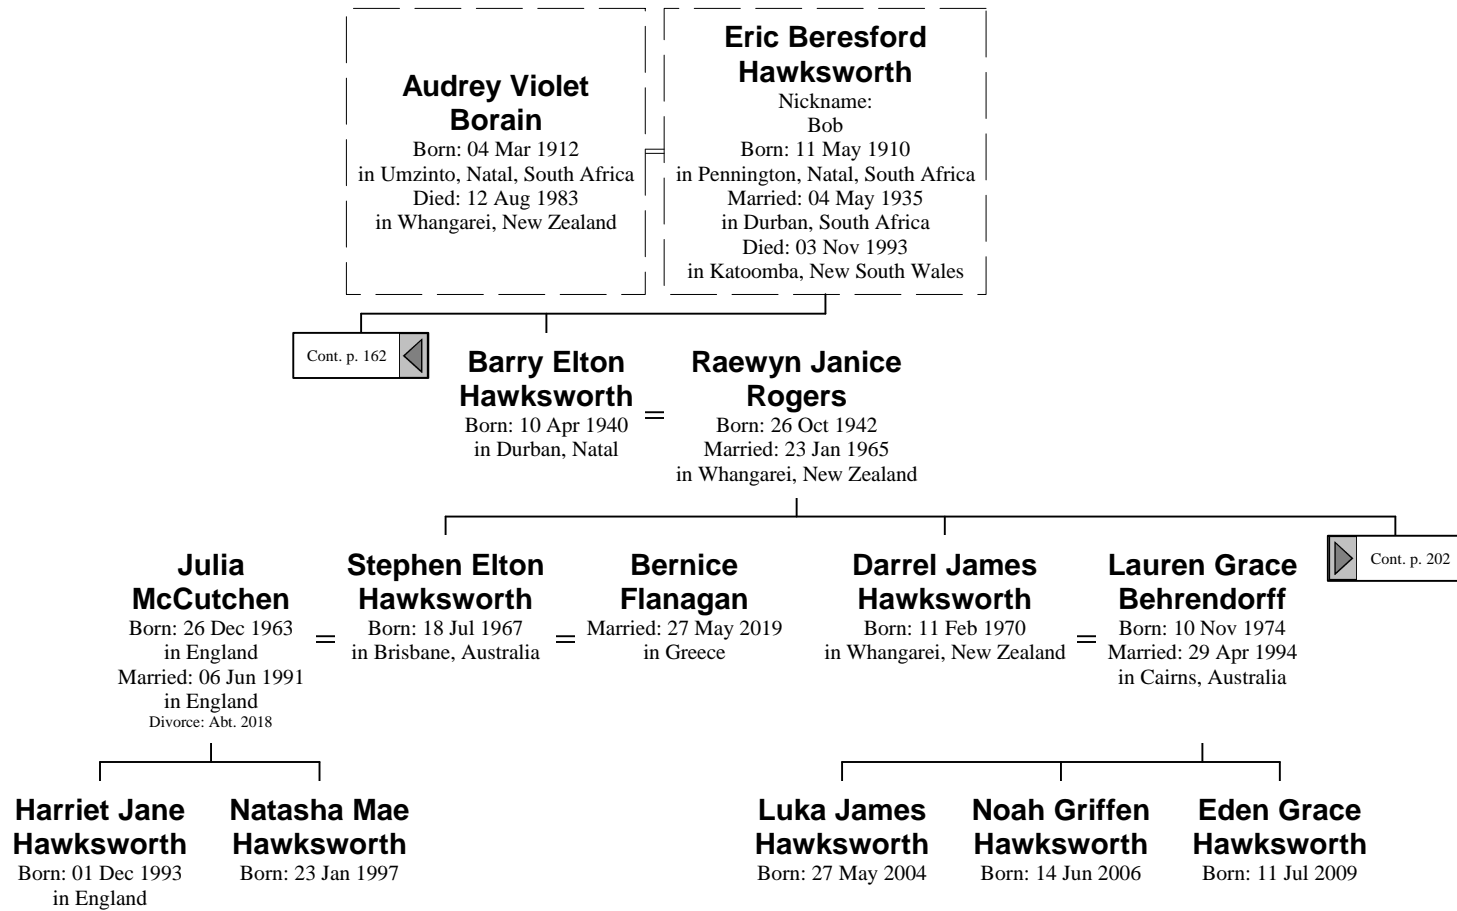 Audrey Violet
Borain
Born: 04 Mar 1912
in Umzinto, Natal, South Africa
Died: 12 Aug 1983
in Whangarei, New Zealand
Eric Beresford
Hawksworth
Nickname:
Bob
Born: 11 May 1910
in Pennington, Natal, South Africa
Married: 04 May 1935
in Durban, South Africa
Died: 03 Nov 1993
in Katoomba, New South Wales
Cont. p. 162
Barry Elton
Hawksworth
Born: 10 Apr 1940
in Durban, Natal
Raewyn Janice
Rogers
Born: 26 Oct 1942
Married: 23 Jan 1965
in Whangarei, New Zealand
Julia
McCutchen
Born: 26 Dec 1963
in England
Married: 06 Jun 1991
in England
Divorce: Abt. 2018
Stephen Elton
Hawksworth
Born: 18 Jul 1967
in Brisbane, Australia
Bernice
Flanagan
Married: 27 May 2019
in Greece
Darrel James
Hawksworth
Born: 11 Feb 1970
in Whangarei, New Zealand
Lauren Grace
Behrendorff
Born: 10 Nov 1974
Married: 29 Apr 1994
in Cairns, Australia
Cont. p. 202
Harriet Jane
Hawksworth
Born: 01 Dec 1993
in England
Natasha Mae
Hawksworth
Born: 23 Jan 1997
Luka James
Hawksworth
Born: 27 May 2004
Noah Griffen
Hawksworth
Born: 14 Jun 2006
Eden Grace
Hawksworth
Born: 11 Jul 2009